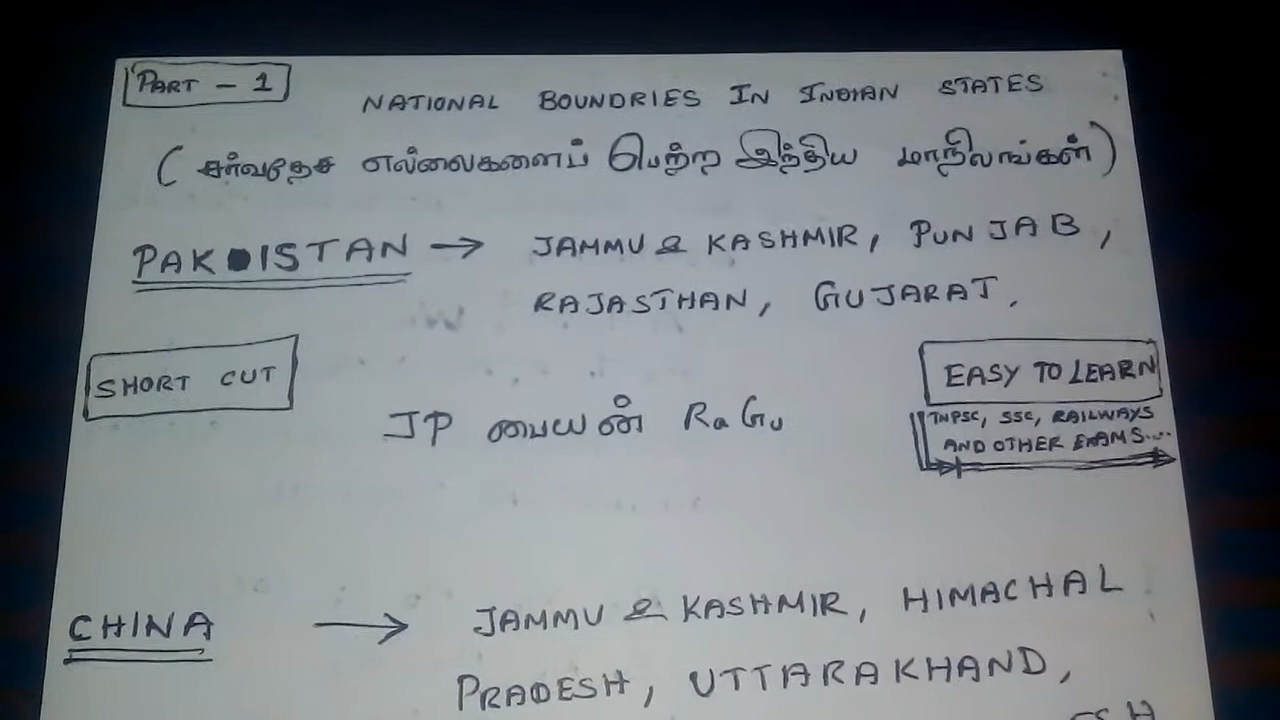 PART - 1
NATIONAL BOUNDRIES IN INDIAN STATES
(சர்வதேச எல்லைகளைப் பெற்ற இந்திய மாநிலங்கள்)
PAKISTAN → JAMMU & KASHMIR, PUNJAB,
RAJASTHAN, GUJARAT.
SHORT CUT
JP பையன் RaGu
EASY TO LEARN
TNPSC, SSC, RAILWAYS
AND OTHER EXAMS...
CHINA → JAMMU & KASHMIR, HIMACHAL
PRADESH, UTTARAKHAND,